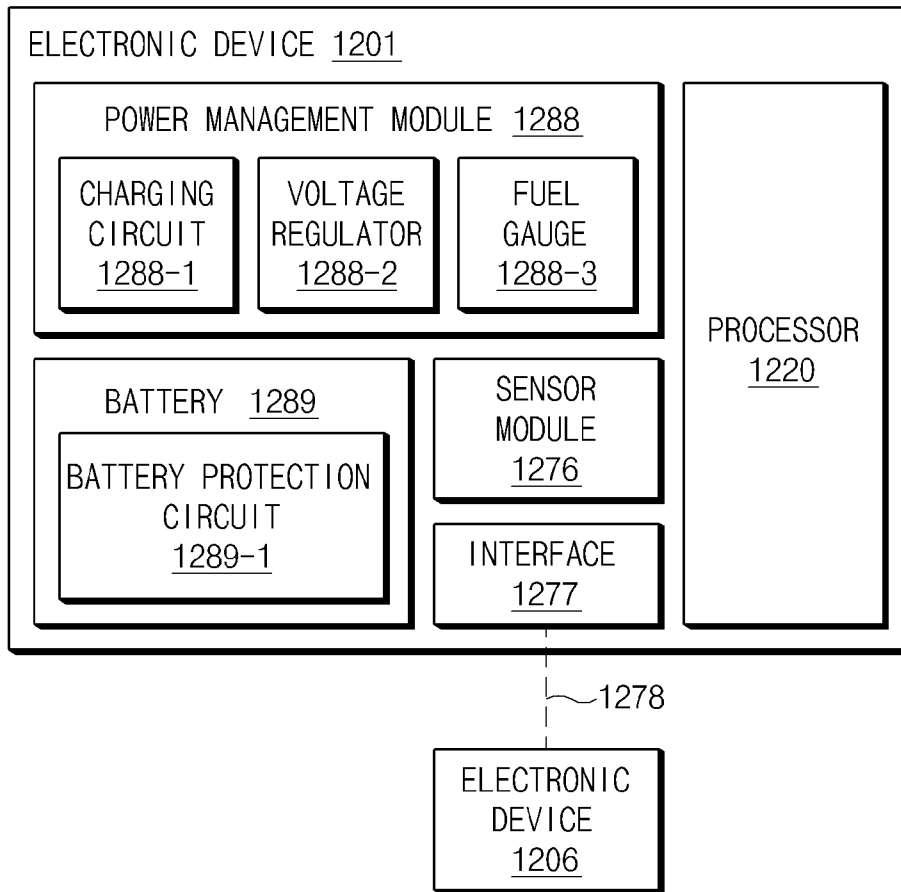 ELECTRONIC DEVICE 1201
POWER MANAGEMENT MODULE 1288
CHARGING
CIRCUIT
1288-1
VOLTAGE
REGULATOR
1288-2
FUEL
GAUGE
1288-3
PROCESSOR
1220
BATTERY 1289
BATTERY PROTECTION
CIRCUIT
1289-1
SENSOR
MODULE
1276
INTERFACE
1277
1278
ELECTRONIC
DEVICE
1206